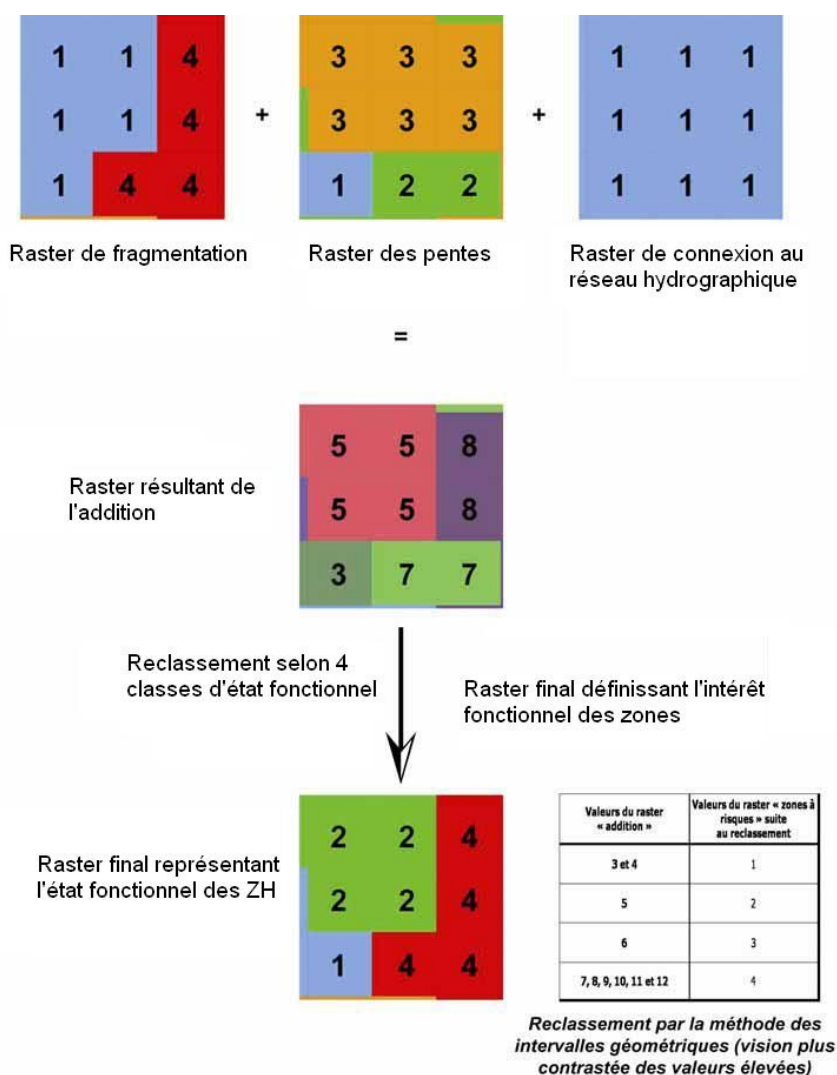 1 1 4
1 1 4
1 4 4
+
3 3 3
3 3 3
1 2 2
+
1 1 1
1 1 1
1 1 1
Raster de fragmentation
Raster des pentes
Raster de connexion au
réseau hydrographique
=
Raster résultant de
l'addition
5 5 8
5 5 8
3 7 7
Reclassement selon 4
classes d'état fonctionnel
Raster final définissant l'intérêt
fonctionnel des zones
Raster final représentant
l'état fonctionnel des ZH
2 2 4
2 2 4
1 4 4
Valeurs du raster
« addition »
Valeurs du raster « zones à
risques » suite
au reclassement
3 et 4 1
5 2
6 3
7, 8, 9, 10, 11 et 12 4
Reclassement par la méthode des
intervalles géométriques (vision plus
contrastée des valeurs élevées)